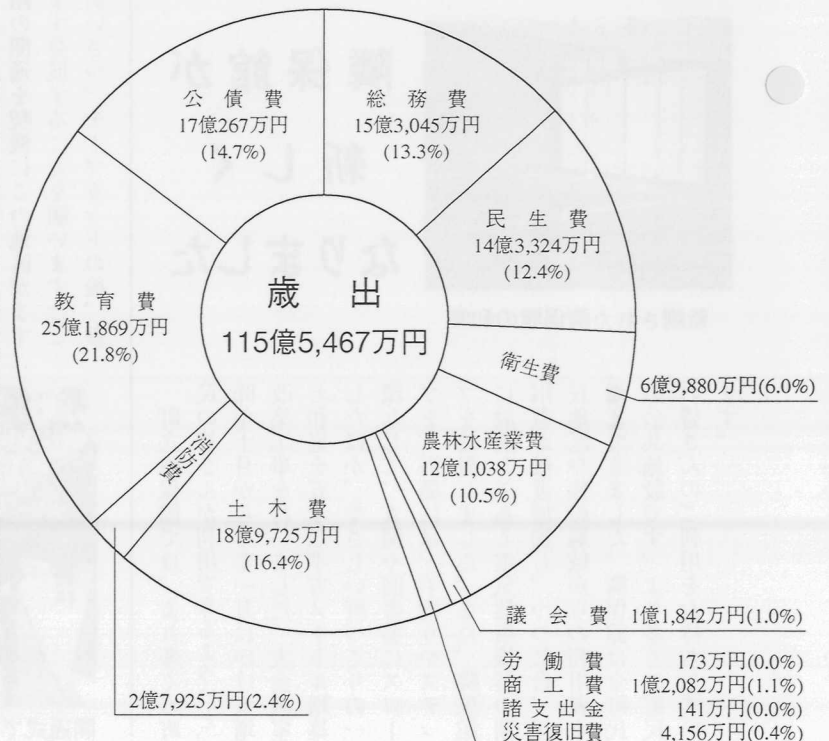 公債費
17億267万円
(14.7%)
総務費
15億3,045万円
(13.3%)
民生費
14億3,324万円
(12.4%)
衛生費
6億9,880万円(6.0%)
農林水産業費
12億1,038万円
(10.5%)
議会費 1億1,842万円(1.0%)
労働費 173万円(0.0%)
商工費 1億2,082万円(1.1%)
諸支出金 141万円(0.0%)
災害復旧費 4,156万円(0.4%)
土木費
18億9,725万円
(16.4%)
消防費
2億7,925万円(2.4%)
教育費
25億1,869万円
(21.8%)
歳出
115億5,467万円